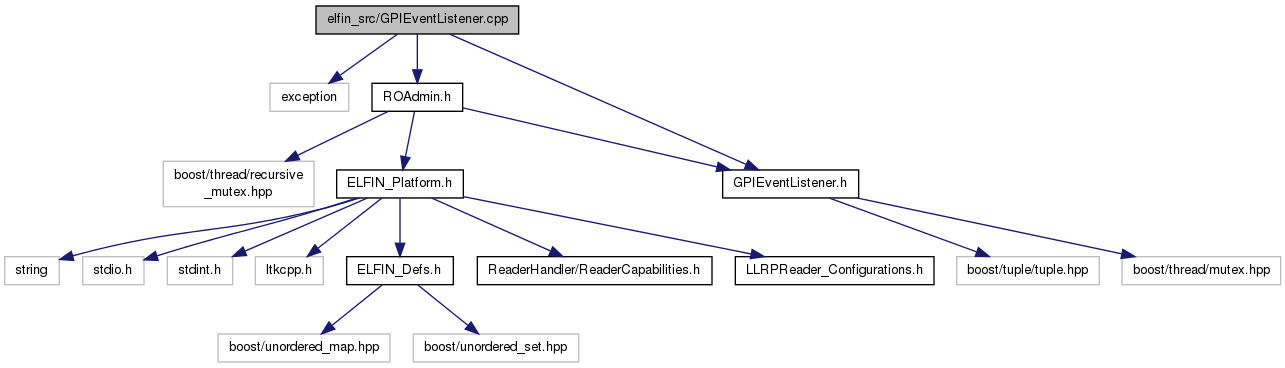 elfin_src/GPIEventListener.cpp
exception
ROAdmin.h
boost/thread/recursive
_mutex.hpp
ELFIN_Platform.h
GPIEventListener.h
string
stdio.h
stdint.h
ltkcpp.h
ELFIN_Defs.h
ReaderHandler/ReaderCapabilities.h
LLRPReader_Configurations.h
boost/tuple/tuple.hpp
boost/thread/mutex.hpp
boost/unordered_map.hpp
boost/unordered_set.hpp